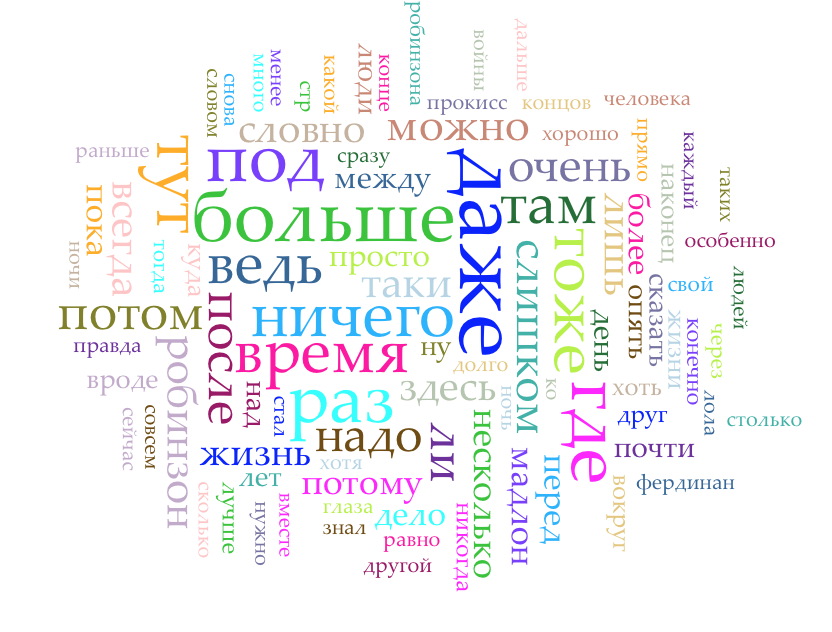 робинзона
дальше
войны
люди
конце
менее
много
какой
стр
снова
словом
прокисс
концов
человека
словно
можно
хорошо
прямо
каждый
раньше
тут
под
сразу
между
даже
очень
таких
пока
всегда
больше
там
лишь
более
наконец
особенно
ночи
тогда
куда
ведь
просто
таки
слишком
тоже
сказать
свой
людей
потом
после
ничего
опять
жизни
конечно
через
правда
робинзон
время
ну
долго
день
вроде
над
стал
раз
здесь
ночь
ко
где
хоть
друг
лола
столько
сейчас
совсем
надо
ли
несколько
жизнь
хотя
почти
лет
потому
мадлон
перед
вокруг
фердинан
сколько
лучше
нужно
вместе
глаза
дело
знал
равно
никогда
другой